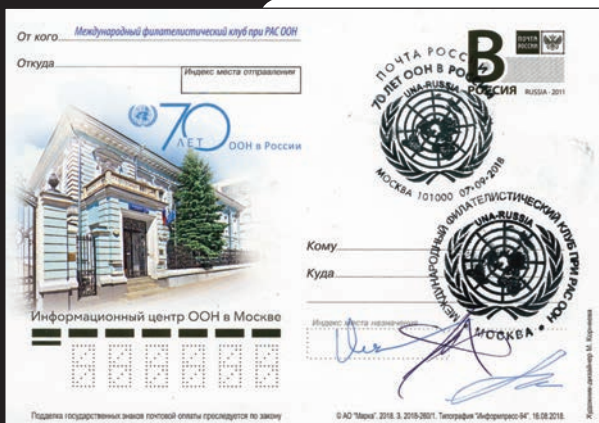 От кого Международный филателистический клуб при РАС ООН
Откуда
Индекс места отправления
70
ЛЕТ
ООН в России
Информационный центр ООН в Москве
ПОЧТА РОССИИ
B
РОССИЯ
RUSSIA - 2011
ПОЧТА РОССИИ
70 ЛЕТ ООН В РОССИИ
UNA-RUSSIA
МОСКВА 101000 07-09-2018
МЕЖДУНАРОДНЫЙ ФИЛАТЕЛИСТИЧЕСКИЙ КЛУБ ПРИ РАС ООН
UNA-RUSSIA
МОСКВА
Кому
Куда
Индекс места назначения
Подделка государственных знаков почтовой оплаты преследуется по закону
© АО "Марка". 2018. З. 2018-260/1. Типография "Информпресс-94". 16.08.2018.
Художник-дизайнер М. Корнеева